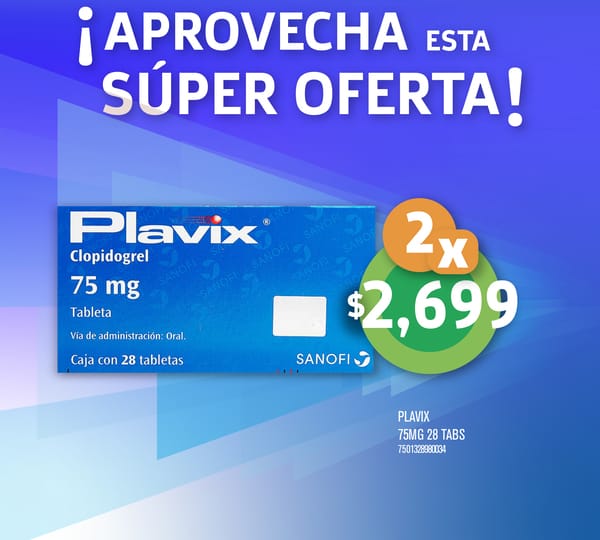 ¡APROVECHA ESTA
SÚPER OFERTA!
Plavix®
Clopidogrel
75 mg
Tableta
Vía de administración: Oral.
Caja con 28 tabletas
SANOFI
2x
$2,699
PLAVIX
75MG 28 TABS
7501328980034